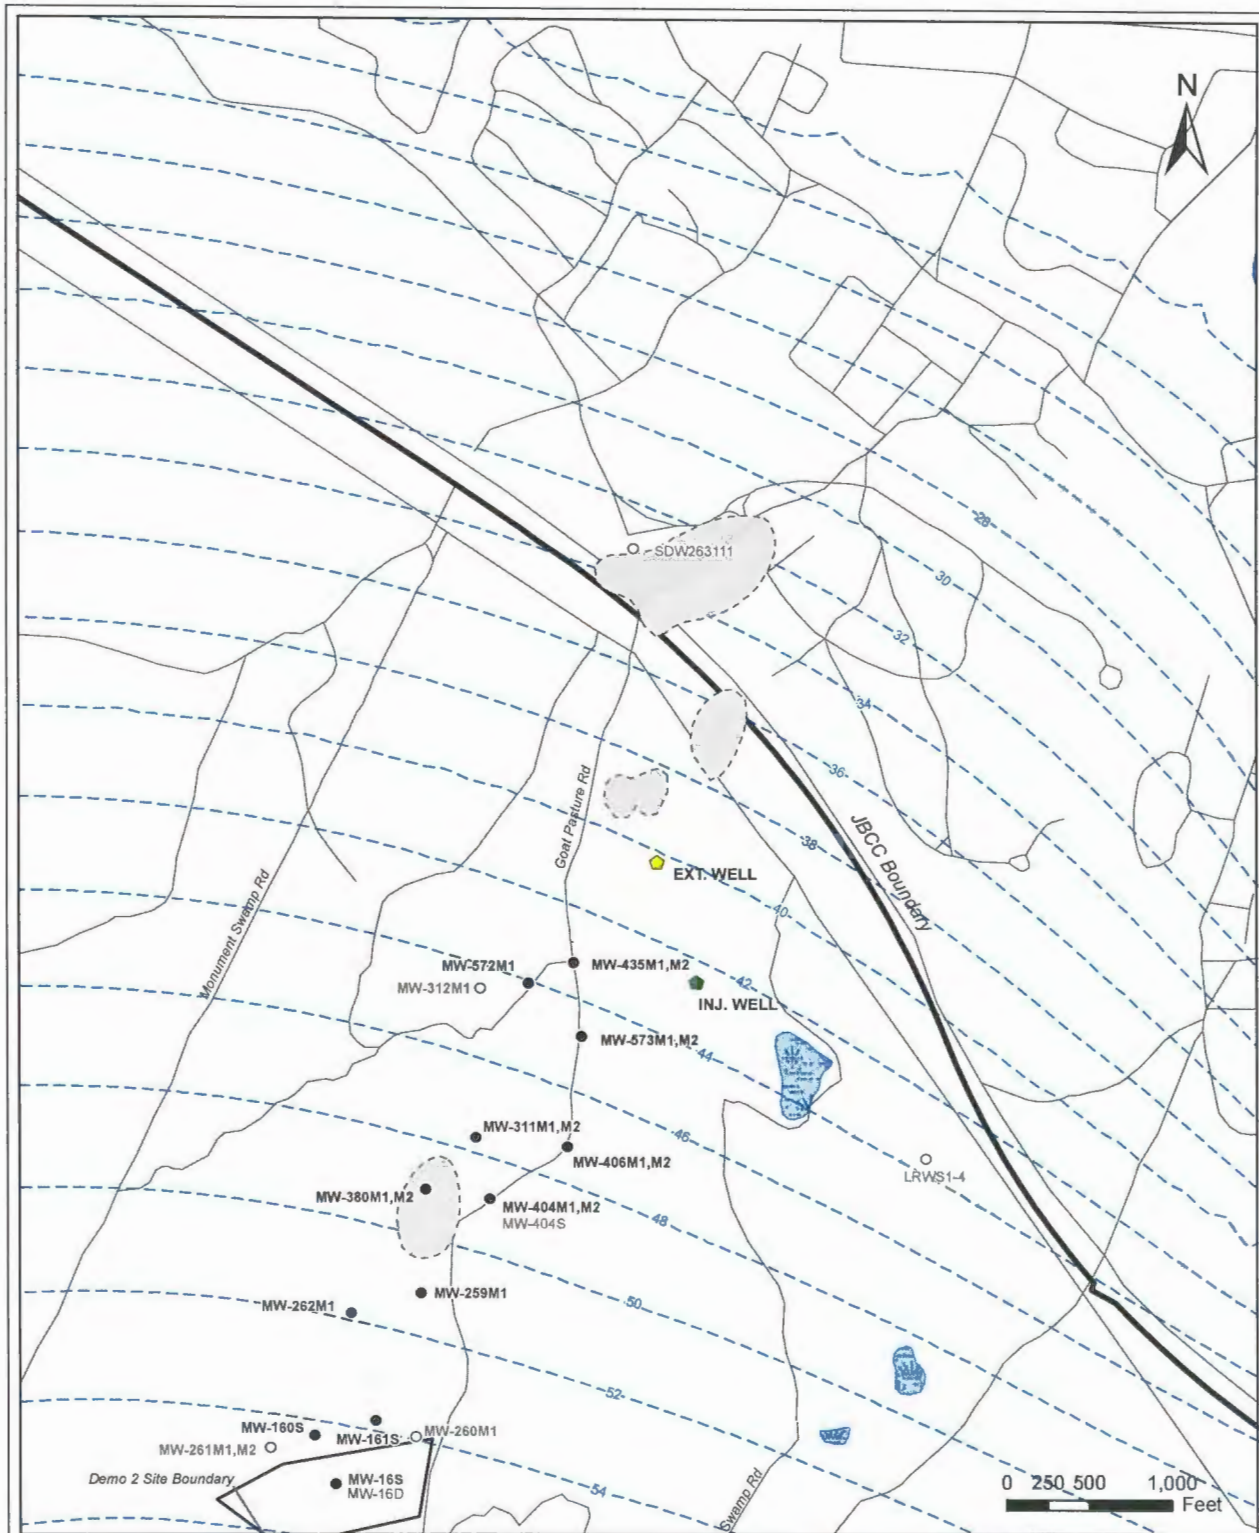 N
SDW263111
28
30
32
34
36
38
40
42
44
46
48
50
52
54
Goat Pasture Rd
JBCC Boundary
EXT. WELL
Monument Swamp Rd
MW-572M1
MW-435M1,M2
MW-312M1
INJ. WELL
MW-573M1,M2
MW-311M1,M2
MW-406M1,M2
LRWS1-4
MW-380M1,M2
MW-404M1,M2
MW-404S
MW-259M1
MW-262M1
MW-160S
MW-161S
MW-260M1
MW-261M1,M2
Demo 2 Site Boundary
MW-16S
MW-16D
Swamp Rd
0 250 500 1,000
Feet